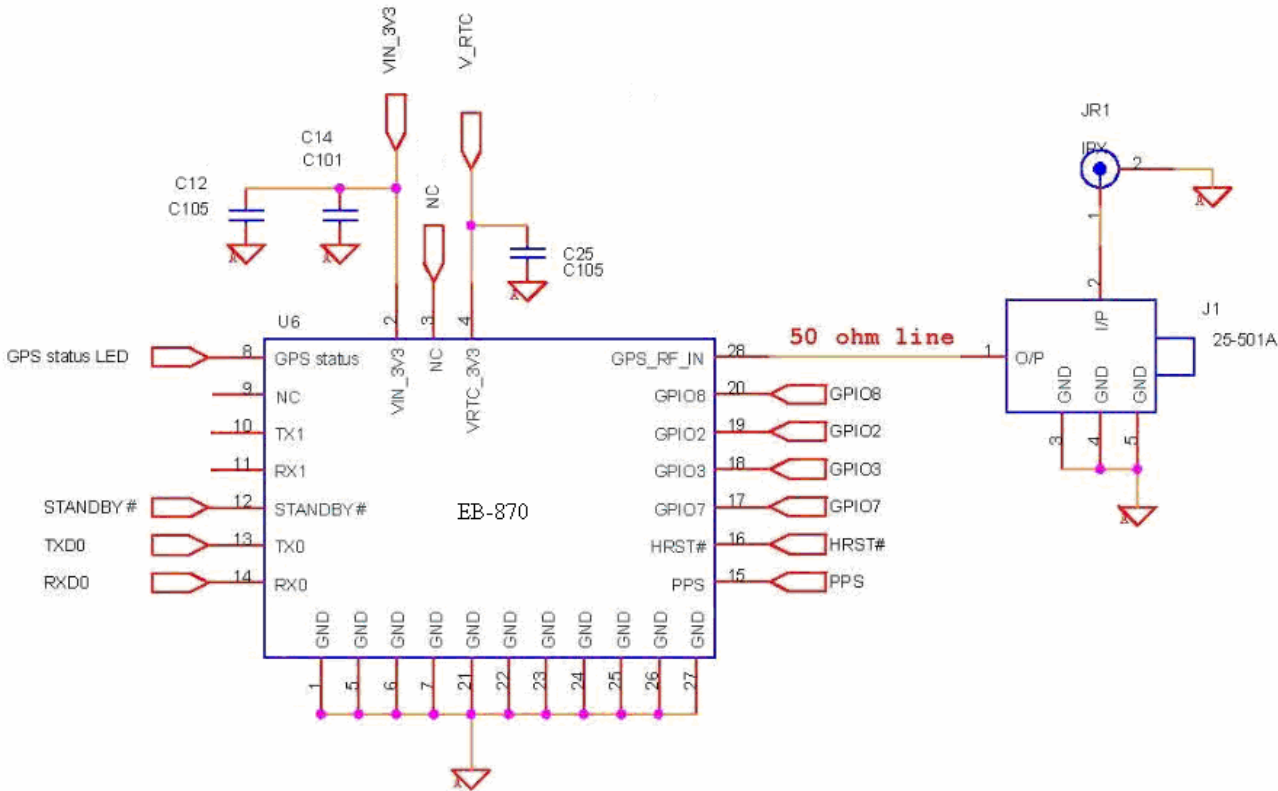 VIN_3V3
V_RTC
C14
C101
C12
C105
NC
C25
C105
JR1
IPX
2
1
2
I/P
J1
25-501A
1
O/P
GND
GND
GND
3
4
5
50 ohm line
U6
2
3
4
VIN_3V3
NC
VRTC_3V3
GPS status LED
8
GPS status
9
NC
10
TX1
11
RX1
STANDBY#
12
STANDBY#
TXD0
13
TX0
RXD0
14
RX0
EB-870
GPS_RF_IN
28
GPIO8
20
GPIO8
GPIO2
19
GPIO2
GPIO3
18
GPIO3
GPIO7
17
GPIO7
HRST#
16
HRST#
PPS
15
PPS
GND
GND
GND
GND
GND
GND
GND
GND
GND
GND
GND
1
5
6
7
21
22
23
24
25
26
27
A
A
A
A
A
A